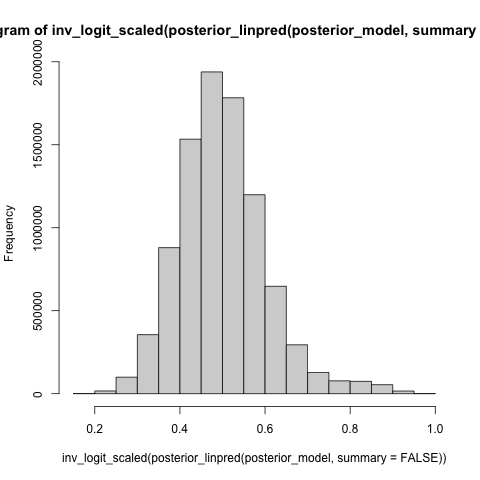 gram of inv_logit_scaled(posterior_linpred(posterior_model, summary
Frequency
2000000
1500000
1000000
500000
0
0.2 0.4 0.6 0.8 1.0
inv_logit_scaled(posterior_linpred(posterior_model, summary = FALSE))